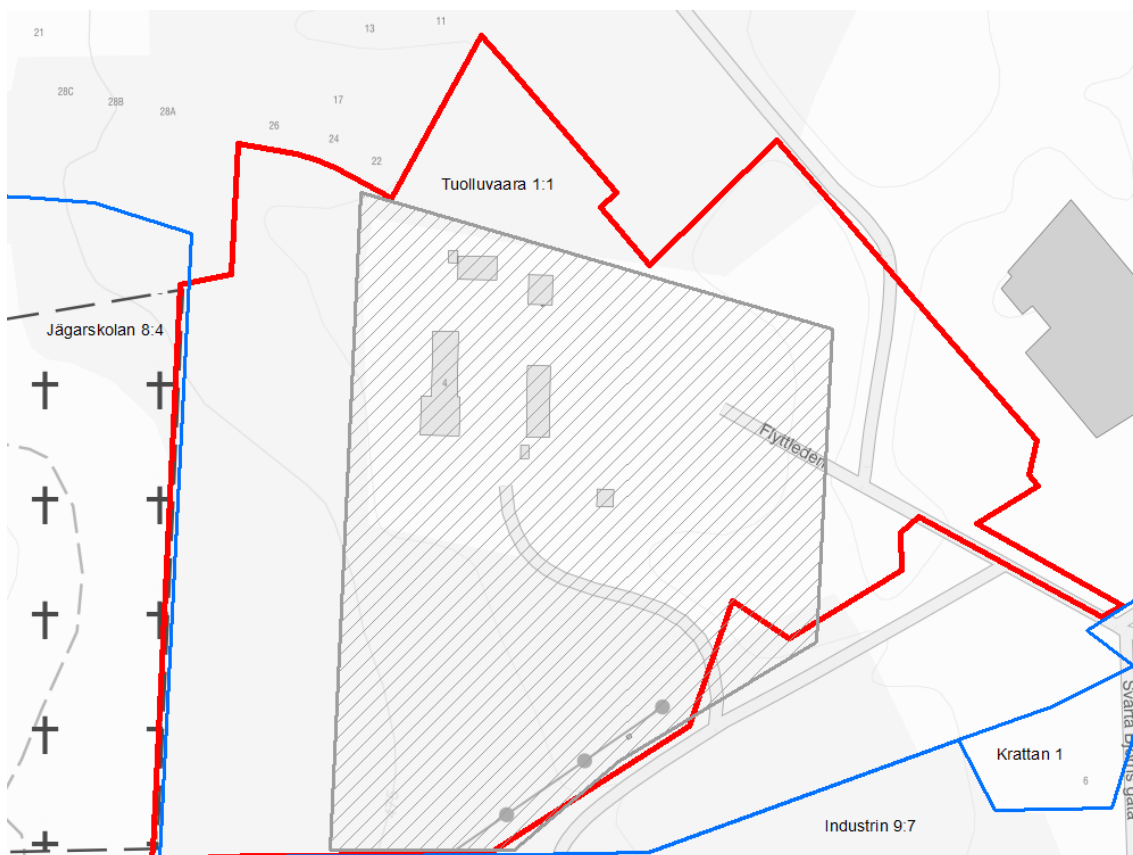 11
13
21
28C
28B
17
28A
26
24
22
Tuolluvaara 1:1
Jägarskolan 8:4
4
Flyttleden
Svarta Björns gata
Krattan 1
6
Industrin 9:7